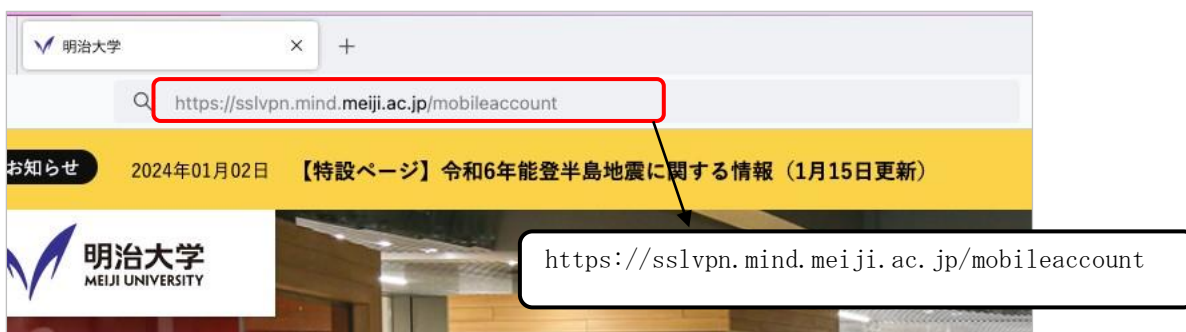 明治大学
https://sslvpn.mind.meiji.ac.jp/mobileaccount
お知らせ 2024年01月02日 【特設ページ】令和6年能登半島地震に関する情報（1月15日更新）
明治大学
MEIJI UNIVERSITY
https://sslvpn.mind.meiji.ac.jp/mobileaccount